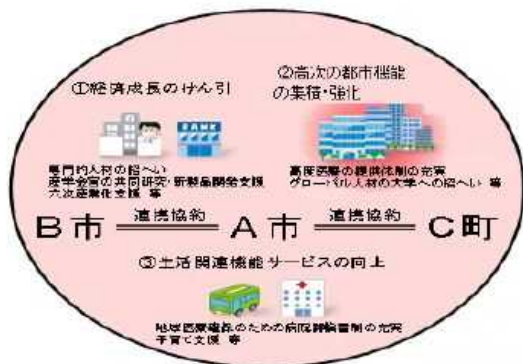 ①経済成長のけん引
②高次の都市機能
の集積・強化
BANK
専門的人材の招へい
産学金官の共同研究・新製品開発支援
六次産業化支援 等
高度医療の提供体制の充実
グローバル人材の大学への招へい 等
B市 連携協約 A市 連携協約 C町
③生活関連機能サービスの向上
地域医療確保のための病院群輪番制の充実
子育て支援 等